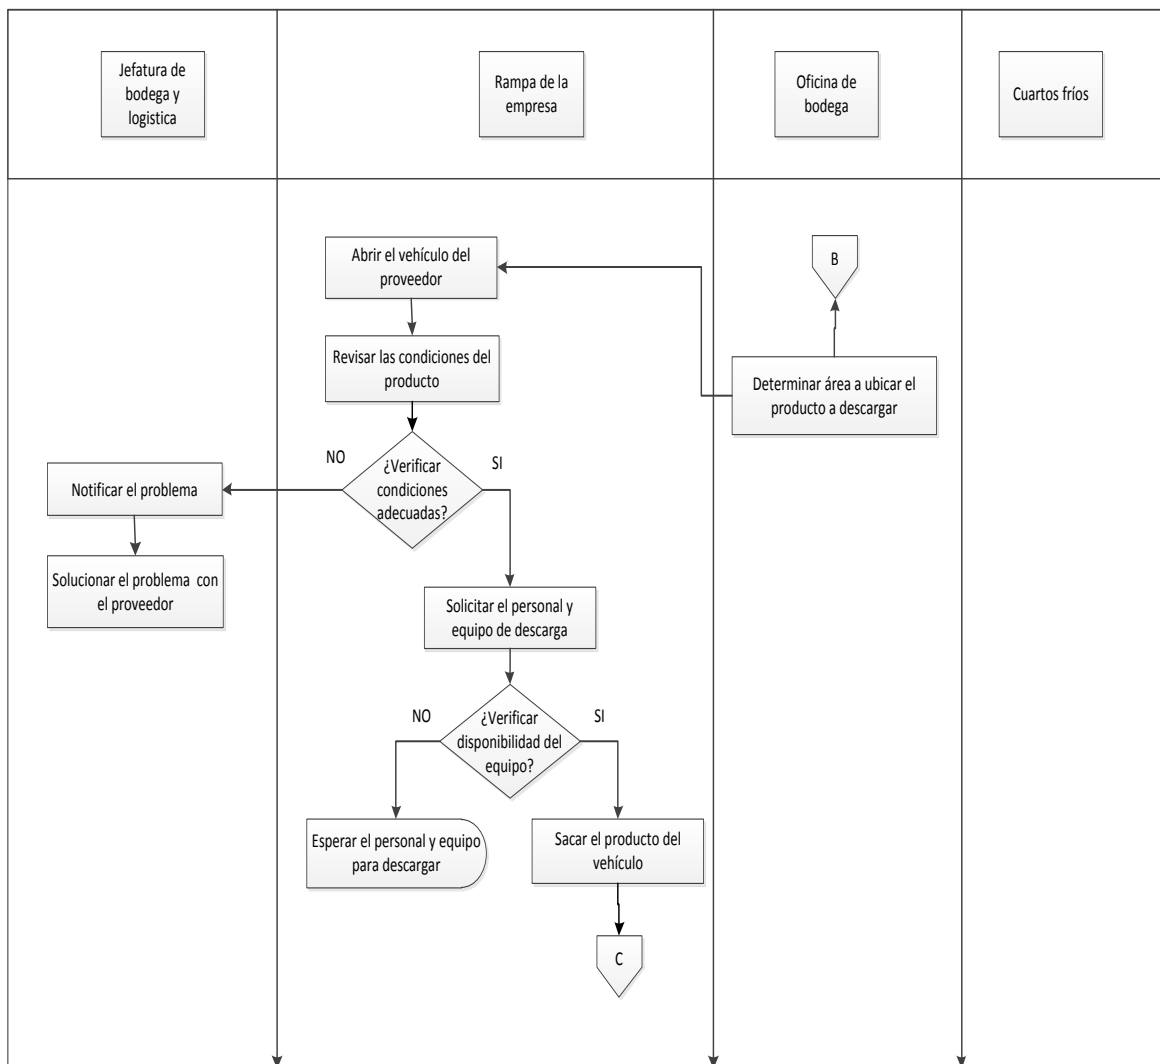 Jefatura de
bodega y
logistica
Rampa de la
empresa
Oficina de
bodega
Cuartos fríos
Abrir el vehículo del
proveedor
B
Revisar las condiciones del
producto
Determinar área a ubicar el
producto a descargar
NO
¿Verificar
condiciones
adecuadas?
SI
Notificar el problema
Solucionar el problema con
el proveedor
Solicitar el personal y
equipo de descarga
NO
¿Verificar
disponibilidad del
equipo?
SI
Esperar el personal y equipo
para descargar
Sacar el producto del
vehículo
C